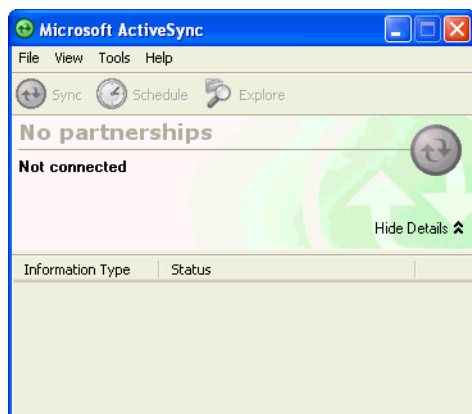 Microsoft ActiveSync
File View Tools Help
Sync Schedule Explore
No partnerships
Not connected
Hide Details
Information Type Status